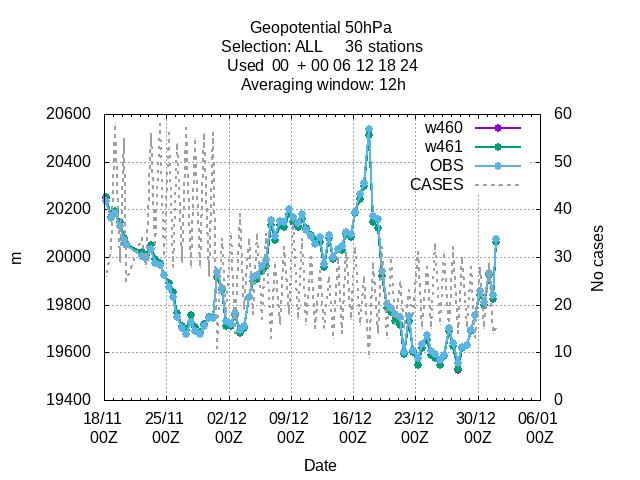 Geopotential 50hPa
Selection: ALL 36 stations
Used 00 + 00 06 12 18 24
Averaging window: 12h
20600
20400
20200
20000
19800
19600
19400
m
60
50
40
30
20
10
0
No cases
w460
w461
OBS
CASES
18/11 25/11 02/12 09/12 16/12 23/12 30/12 06/01
00Z 00Z 00Z 00Z 00Z 00Z 00Z 00Z
Date